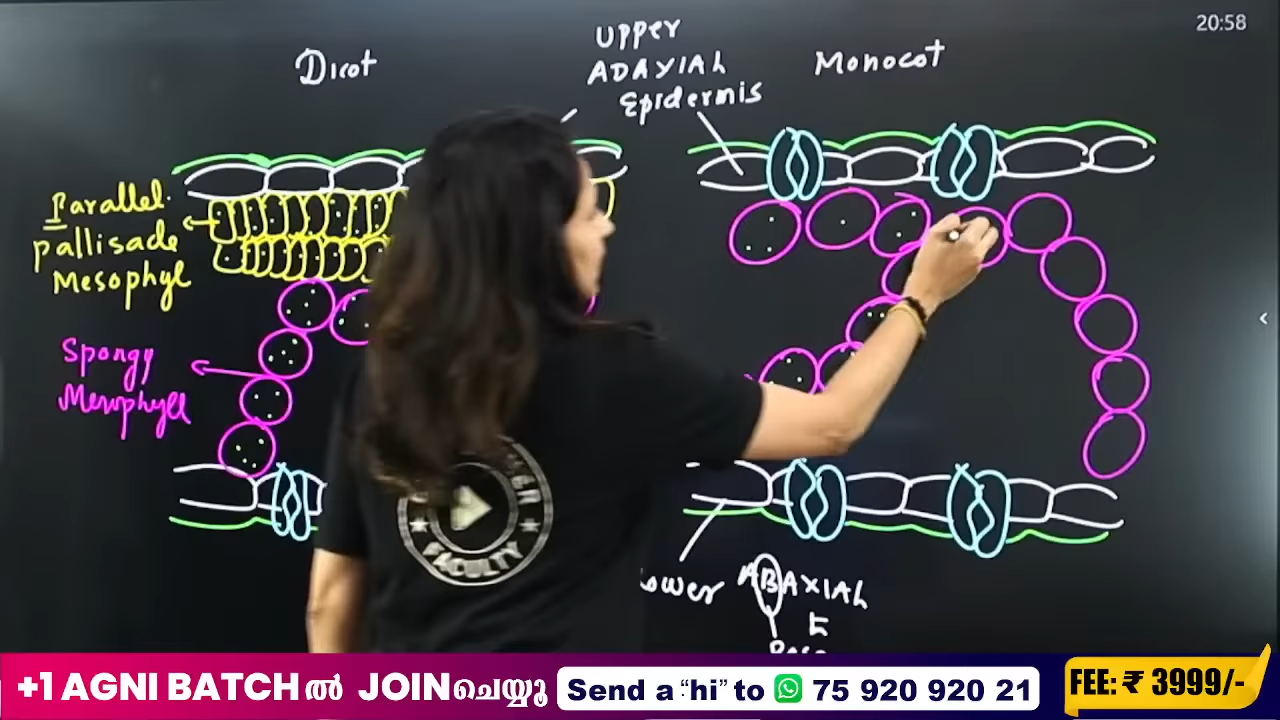 20:58
Dicot
Upper
ADAXIAL
Epidermis
Monocot
Parallel
pallisade
Mesophyl
Spongy
Mesophyll
ABAXIAL
E
FACULTY
+1 AGNI BATCHൽ JOINചെയ്യൂ
Send a “hi” to 75 920 920 21
FEE: ₹ 3999/-